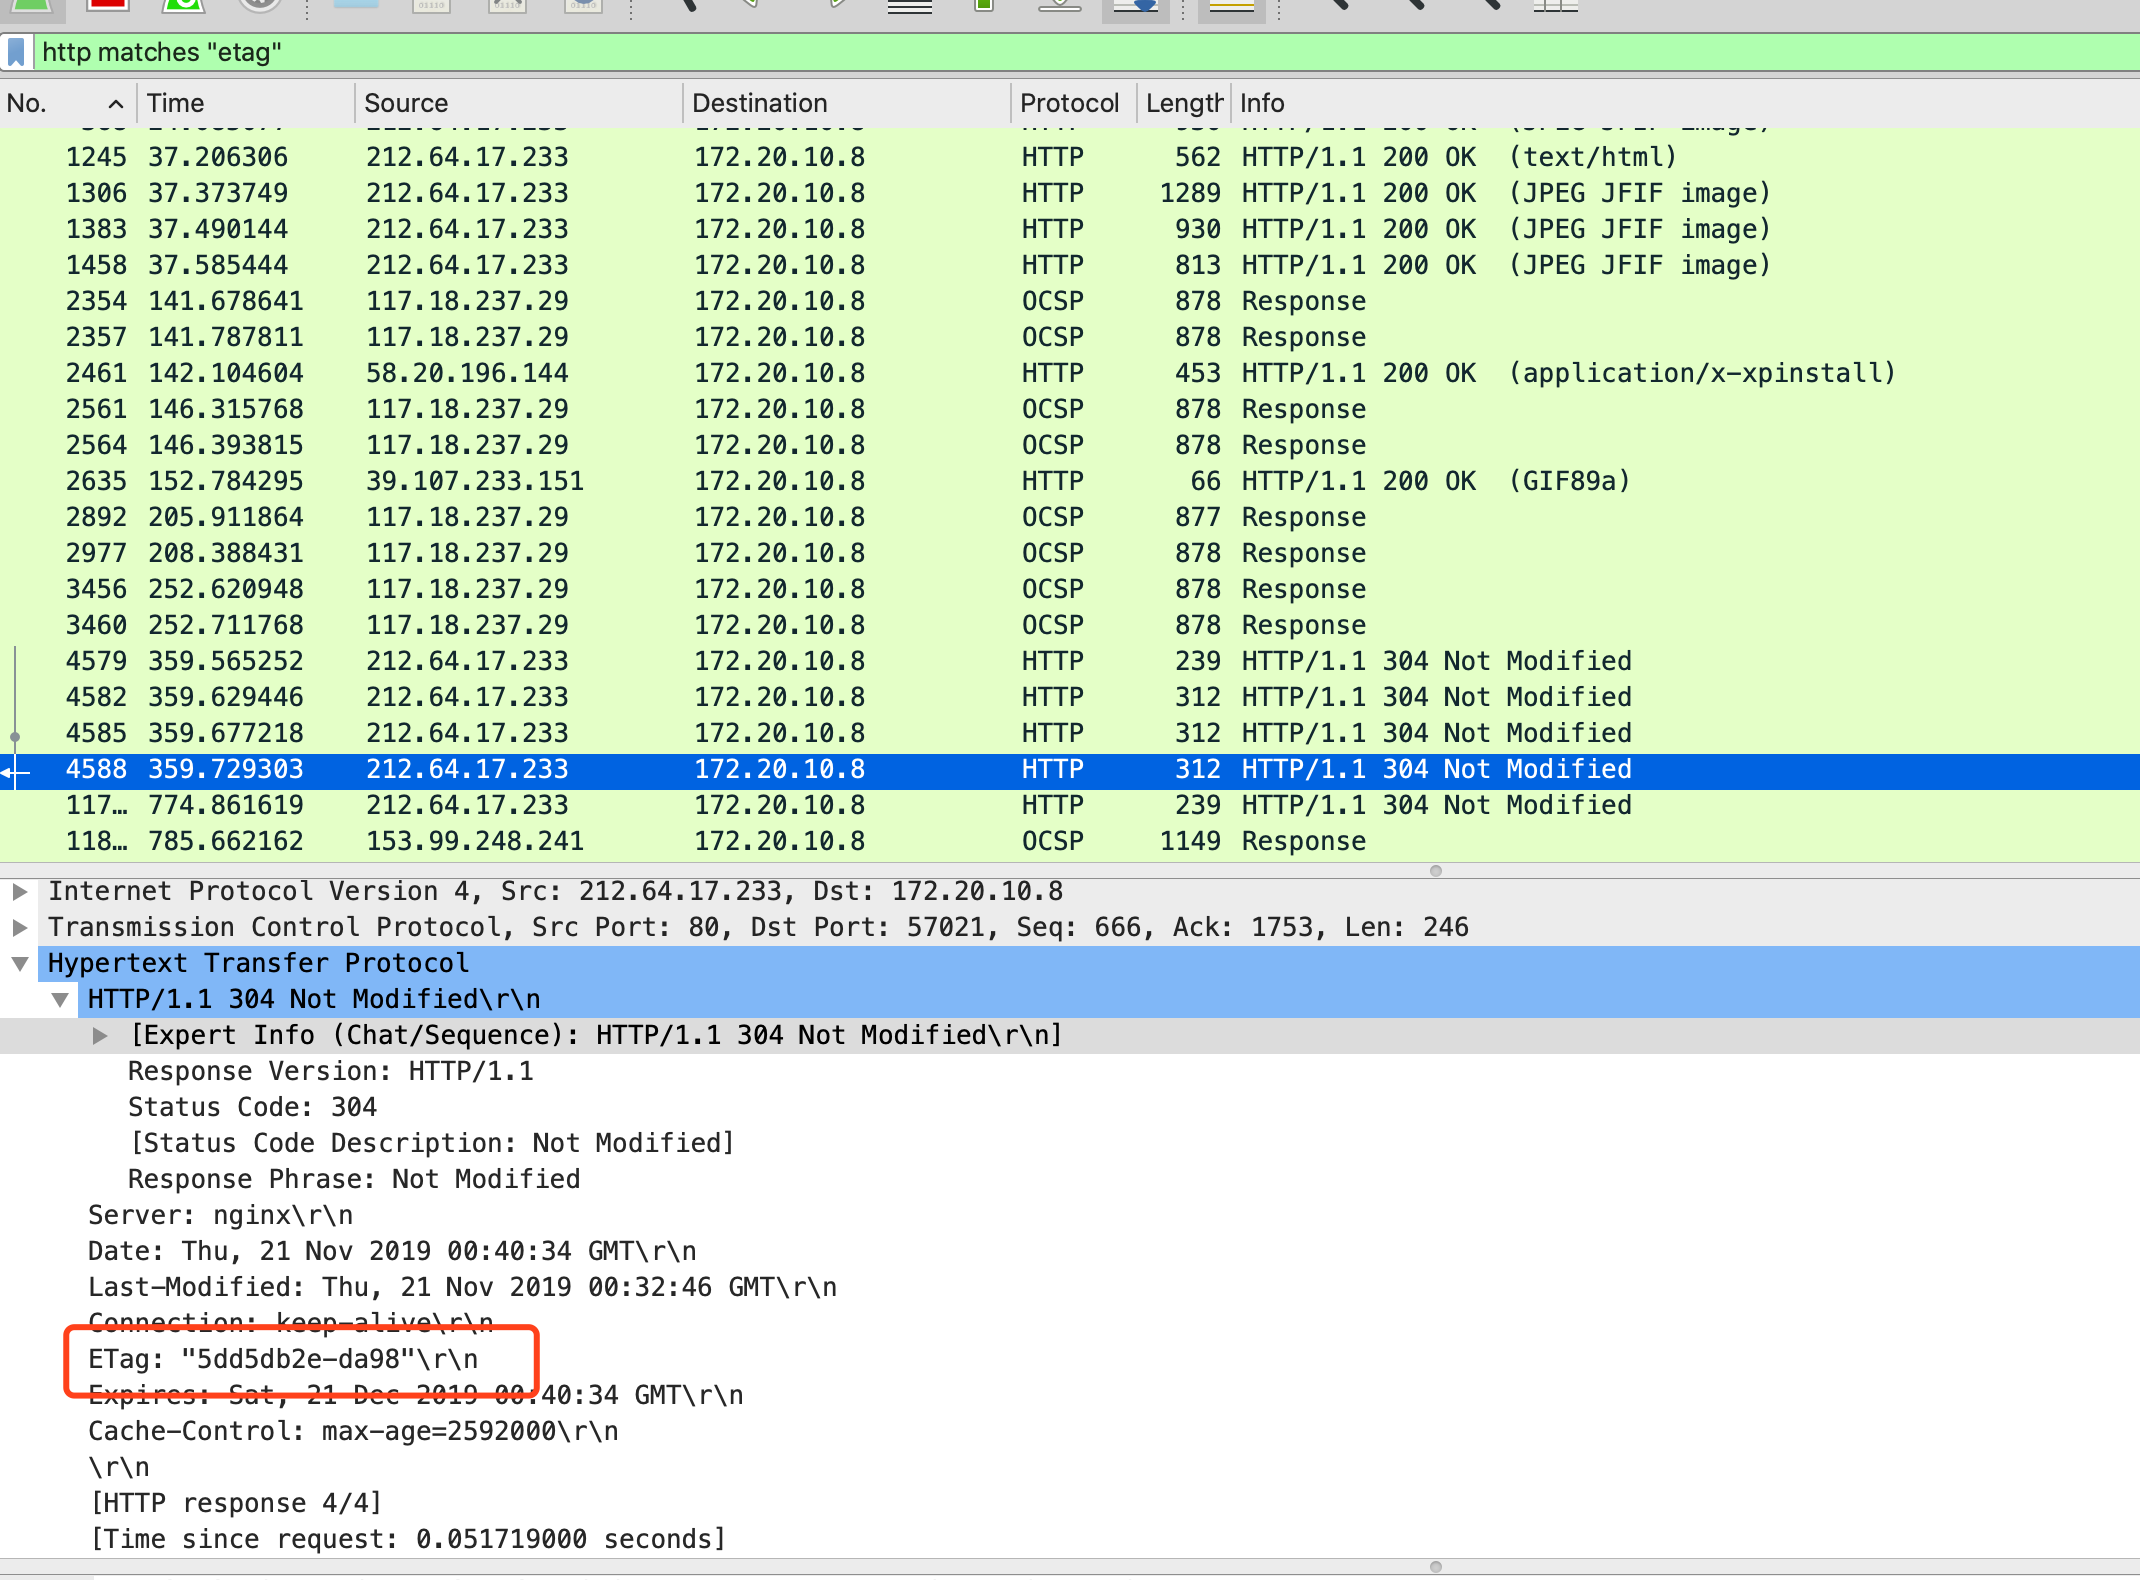 http matches "etag"
No. Time Source Destination Protocol Length Info
1245 37.206306 212.64.17.233 172.20.10.8 HTTP 562 HTTP/1.1 200 OK (text/html)
1306 37.373749 212.64.17.233 172.20.10.8 HTTP 1289 HTTP/1.1 200 OK (JPEG JFIF image)
1383 37.490144 212.64.17.233 172.20.10.8 HTTP 930 HTTP/1.1 200 OK (JPEG JFIF image)
1458 37.585444 212.64.17.233 172.20.10.8 HTTP 813 HTTP/1.1 200 OK (JPEG JFIF image)
2354 141.678641 117.18.237.29 172.20.10.8 OCSP 878 Response
2357 141.787811 117.18.237.29 172.20.10.8 OCSP 878 Response
2461 142.104604 58.20.196.144 172.20.10.8 HTTP 453 HTTP/1.1 200 OK (application/x-xpinstall)
2561 146.315768 117.18.237.29 172.20.10.8 OCSP 878 Response
2564 146.393815 117.18.237.29 172.20.10.8 OCSP 878 Response
2635 152.784295 39.107.233.151 172.20.10.8 HTTP 66 HTTP/1.1 200 OK (GIF89a)
2892 205.911864 117.18.237.29 172.20.10.8 OCSP 877 Response
2977 208.388431 117.18.237.29 172.20.10.8 OCSP 878 Response
3456 252.620948 117.18.237.29 172.20.10.8 OCSP 878 Response
3460 252.711768 117.18.237.29 172.20.10.8 OCSP 878 Response
4579 359.565252 212.64.17.233 172.20.10.8 HTTP 239 HTTP/1.1 304 Not Modified
4582 359.629446 212.64.17.233 172.20.10.8 HTTP 312 HTTP/1.1 304 Not Modified
4585 359.677218 212.64.17.233 172.20.10.8 HTTP 312 HTTP/1.1 304 Not Modified
4588 359.729303 212.64.17.233 172.20.10.8 HTTP 312 HTTP/1.1 304 Not Modified
117… 774.861619 212.64.17.233 172.20.10.8 HTTP 239 HTTP/1.1 304 Not Modified
118… 785.662162 153.99.248.241 172.20.10.8 OCSP 1149 Response
Internet Protocol Version 4, Src: 212.64.17.233, Dst: 172.20.10.8
Transmission Control Protocol, Src Port: 80, Dst Port: 57021, Seq: 666, Ack: 1753, Len: 246
Hypertext Transfer Protocol
HTTP/1.1 304 Not Modified\r\n
[Expert Info (Chat/Sequence): HTTP/1.1 304 Not Modified\r\n]
Response Version: HTTP/1.1
Status Code: 304
[Status Code Description: Not Modified]
Response Phrase: Not Modified
Server: nginx\r\n
Date: Thu, 21 Nov 2019 00:40:34 GMT\r\n
Last-Modified: Thu, 21 Nov 2019 00:32:46 GMT\r\n
Connection: keep-alive\r\n
ETag: "5dd5db2e-da98"\r\n
Expires: Sat, 21 Dec 2019 00:40:34 GMT\r\n
Cache-Control: max-age=2592000\r\n
\r\n
[HTTP response 4/4]
[Time since request: 0.051719000 seconds]